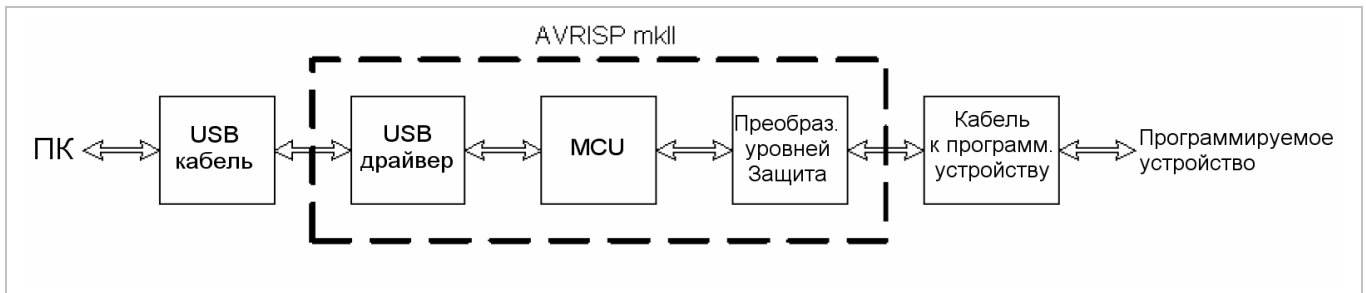 AVRISP mkII
ПК
USB
кабель
USB
драйвер
MCU
Преобраз.
уровней
Защита
Кабель
к программ.
устройству
Программируемое
устройство